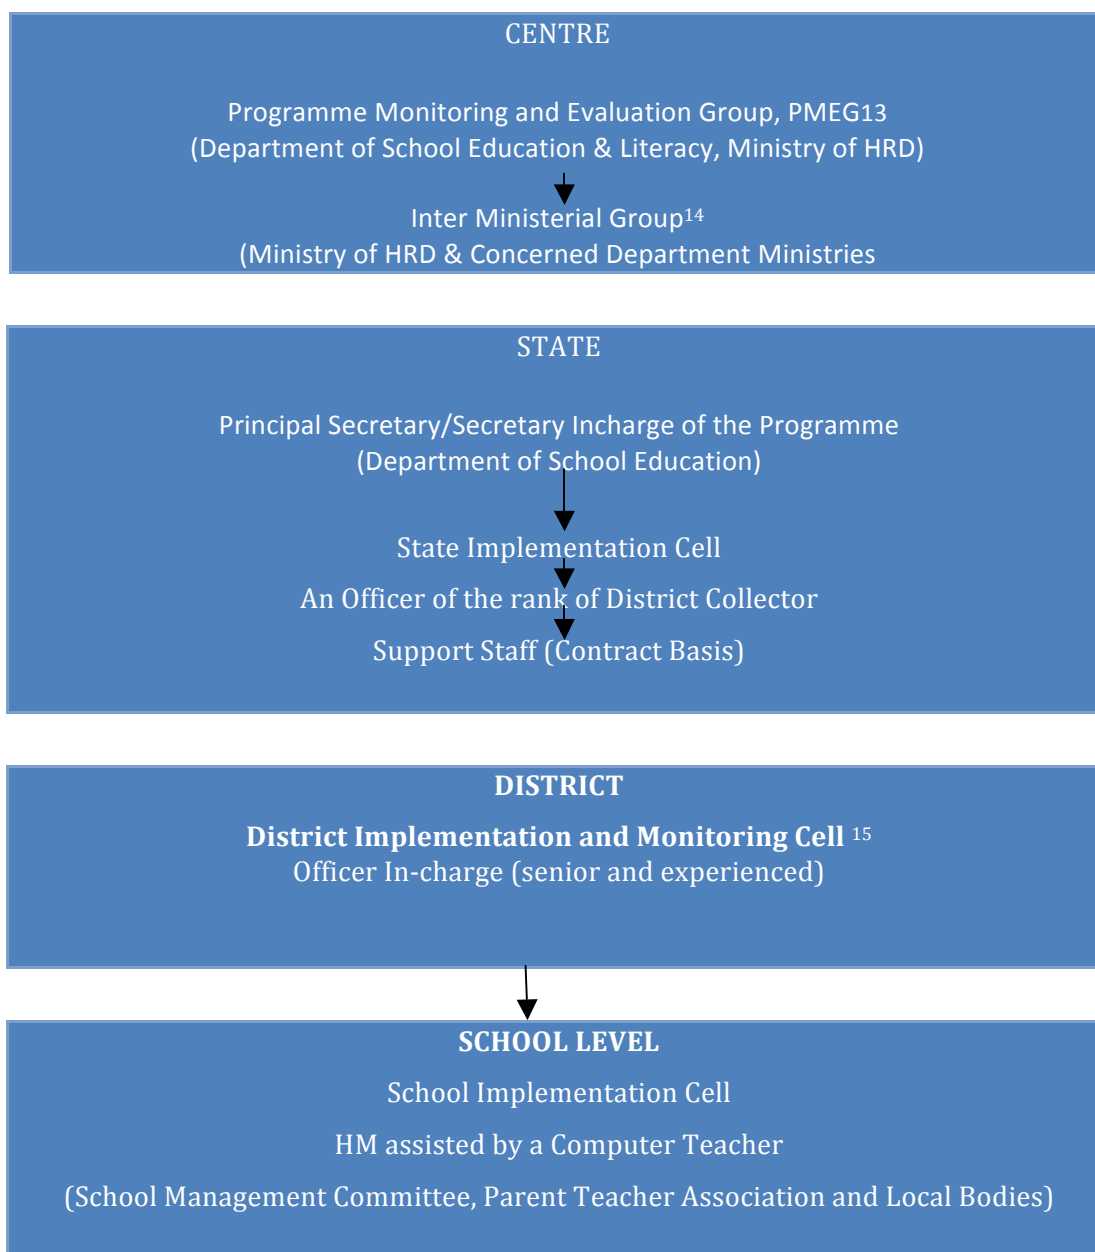 CENTRE
Programme Monitoring and Evaluation Group, PMEG13
(Department of School Education & Literacy, Ministry of HRD)
Inter Ministerial Group14
(Ministry of HRD & Concerned Department Ministries
STATE
Principal Secretary/Secretary Incharge of the Programme
(Department of School Education)
State Implementation Cell
An Officer of the rank of District Collector
Support Staff (Contract Basis)
DISTRICT
District Implementation and Monitoring Cell 15
Officer In-charge (senior and experienced)
SCHOOL LEVEL
School Implementation Cell
HM assisted by a Computer Teacher
(School Management Committee, Parent Teacher Association and Local Bodies)